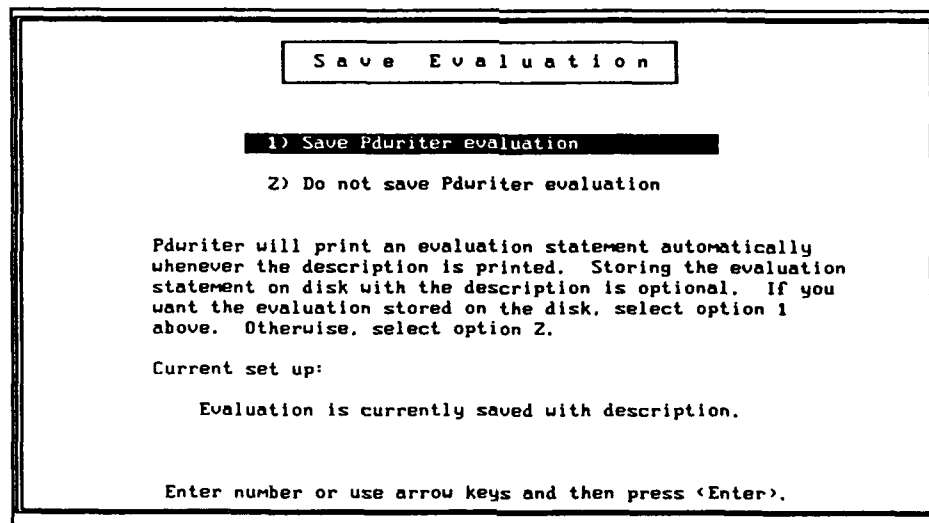 Save Evaluation
1) Save Pdwriter evaluation
2) Do not save Pdwriter evaluation
Pdwriter will print an evaluation statement automatically
whenever the description is printed. Storing the evaluation
statement on disk with the description is optional. If you
want the evaluation stored on the disk, select option 1
above. Otherwise, select option 2.
Current set up:
Evaluation is currently saved with description.
Enter number or use arrow keys and then press <Enter>.